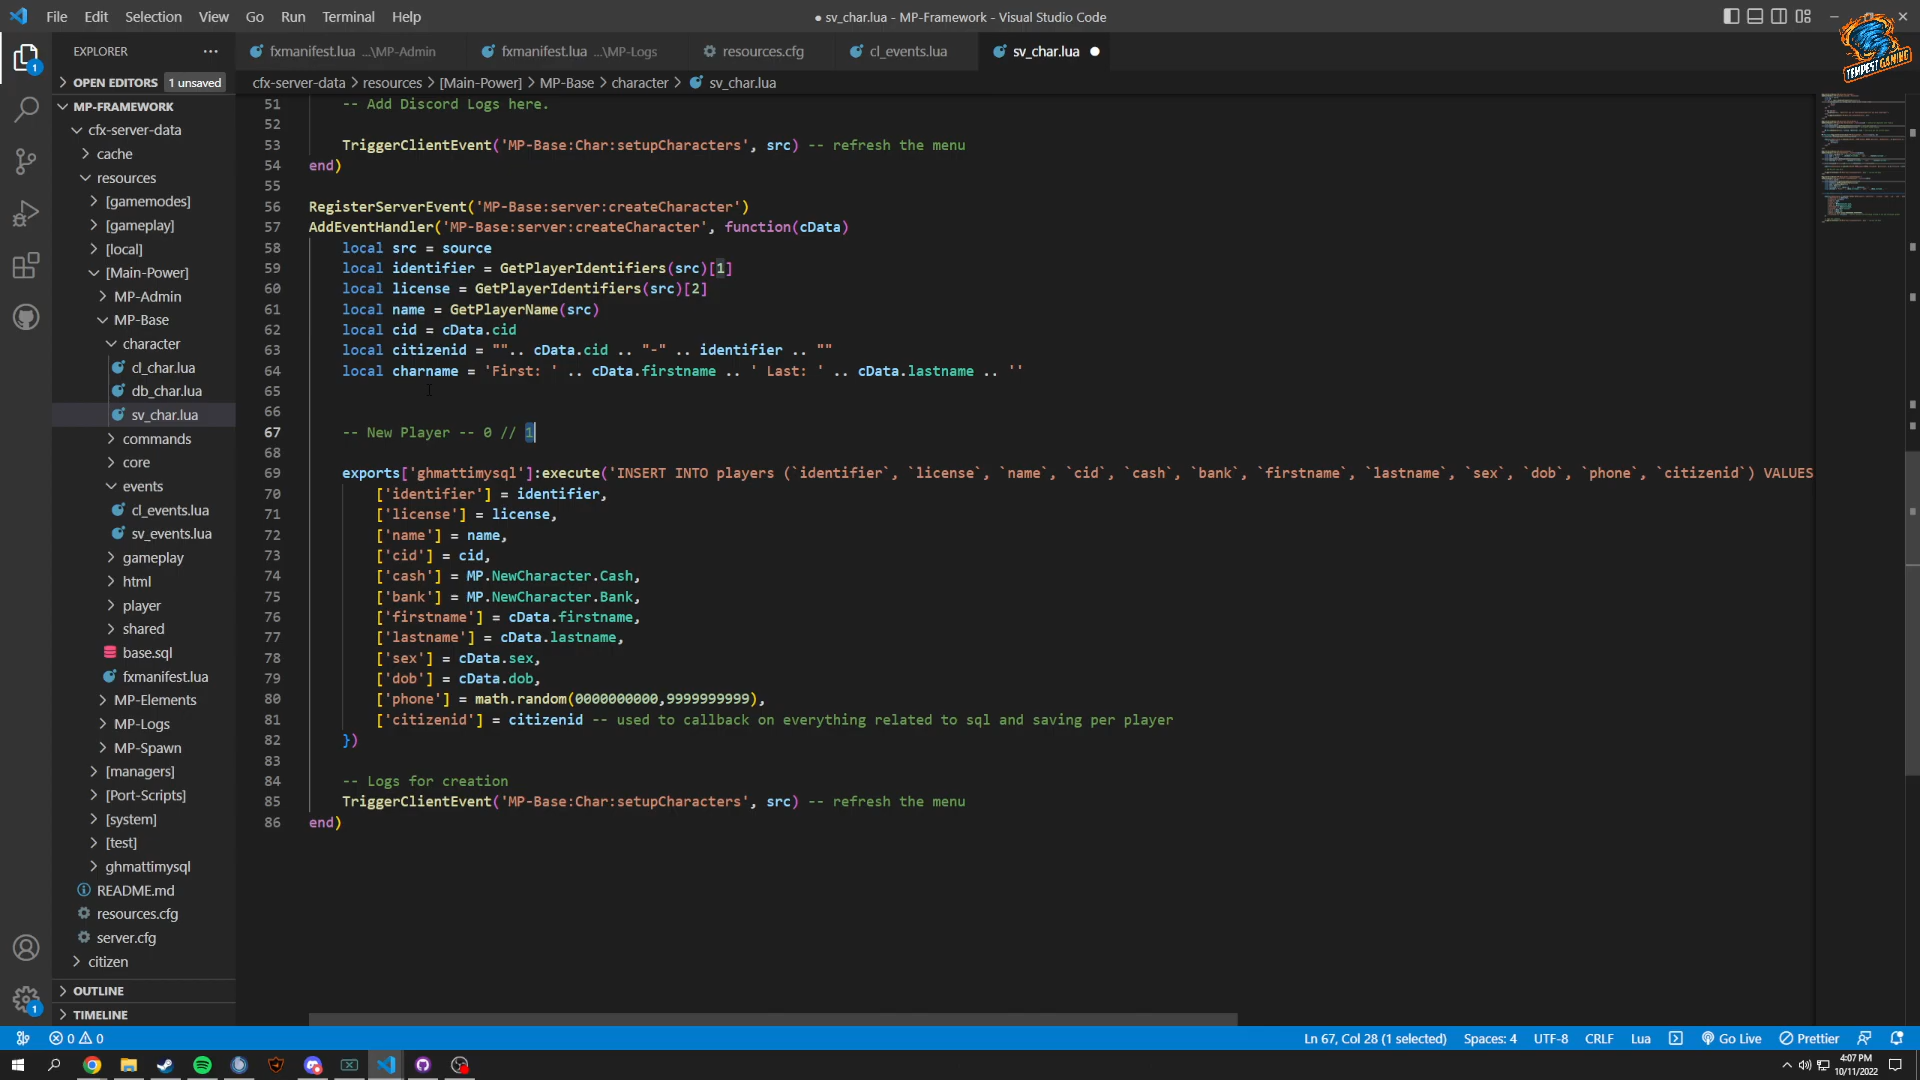 File Edit Selection View Go Run Terminal Help
● sv_char.lua - MP-Framework - Visual Studio Code
TEMPEST GAMING
EXPLORER ...
fxmanifest.lua ...\MP-Admin
fxmanifest.lua ...\MP-Logs
resources.cfg
cl_events.lua
sv_char.lua ●
OPEN EDITORS 1 unsaved
cfx-server-data > resources > [Main-Power] > MP-Base > character > sv_char.lua
MP-FRAMEWORK
cfx-server-data
cache
resources
[gamemodes]
[gameplay]
[local]
[Main-Power]
MP-Admin
MP-Base
character
cl_char.lua
db_char.lua
sv_char.lua
commands
core
events
cl_events.lua
sv_events.lua
gameplay
html
player
shared
base.sql
fxmanifest.lua
MP-Elements
MP-Logs
MP-Spawn
[managers]
[Port-Scripts]
[system]
[test]
ghmattimysql
README.md
resources.cfg
server.cfg
citizen
OUTLINE
TIMELINE
51 -- Add Discord Logs here.
52
53 TriggerClientEvent('MP-Base:Char:setupCharacters', src) -- refresh the menu
54 end)
55
56 RegisterServerEvent('MP-Base:server:createCharacter')
57 AddEventHandler('MP-Base:server:createCharacter', function(cData)
58 local src = source
59 local identifier = GetPlayerIdentifiers(src)[1]
60 local license = GetPlayerIdentifiers(src)[2]
61 local name = GetPlayerName(src)
62 local cid = cData.cid
63 local citizenid = "".. cData.cid .. "-" .. identifier .. ""
64 local charname = 'First: ' .. cData.firstname .. ' Last: ' .. cData.lastname .. ''
65
66
67 -- New Player -- 0 // 1
68
69 exports['ghmattimysql']:execute('INSERT INTO players (`identifier`, `license`, `name`, `cid`, `cash`, `bank`, `firstname`, `lastname`, `sex`, `dob`, `phone`, `citizenid`) VALUES
70 ['identifier'] = identifier,
71 ['license'] = license,
72 ['name'] = name,
73 ['cid'] = cid,
74 ['cash'] = MP.NewCharacter.Cash,
75 ['bank'] = MP.NewCharacter.Bank,
76 ['firstname'] = cData.firstname,
77 ['lastname'] = cData.lastname,
78 ['sex'] = cData.sex,
79 ['dob'] = cData.dob,
80 ['phone'] = math.random(0000000000,9999999999),
81 ['citizenid'] = citizenid -- used to callback on everything related to sql and saving per player
82 })
83
84 -- Logs for creation
85 TriggerClientEvent('MP-Base:Char:setupCharacters', src) -- refresh the menu
86 end)
1
1
0 0 Ln 67, Col 28 (1 selected) Spaces: 4 UTF-8 CRLF Lua Go Live Prettier
4:07 PM
10/11/2022